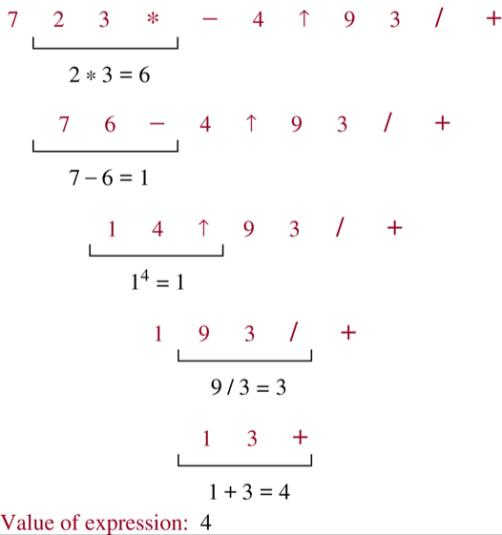 7 2 3 * − 4 ↑ 9 3 / +
2 * 3 = 6
7 6 − 4 ↑ 9 3 / +
7 − 6 = 1
1 4 ↑ 9 3 / +
1⁴ = 1
1 9 3 / +
9 / 3 = 3
1 3 +
1 + 3 = 4
Value of expression: 4